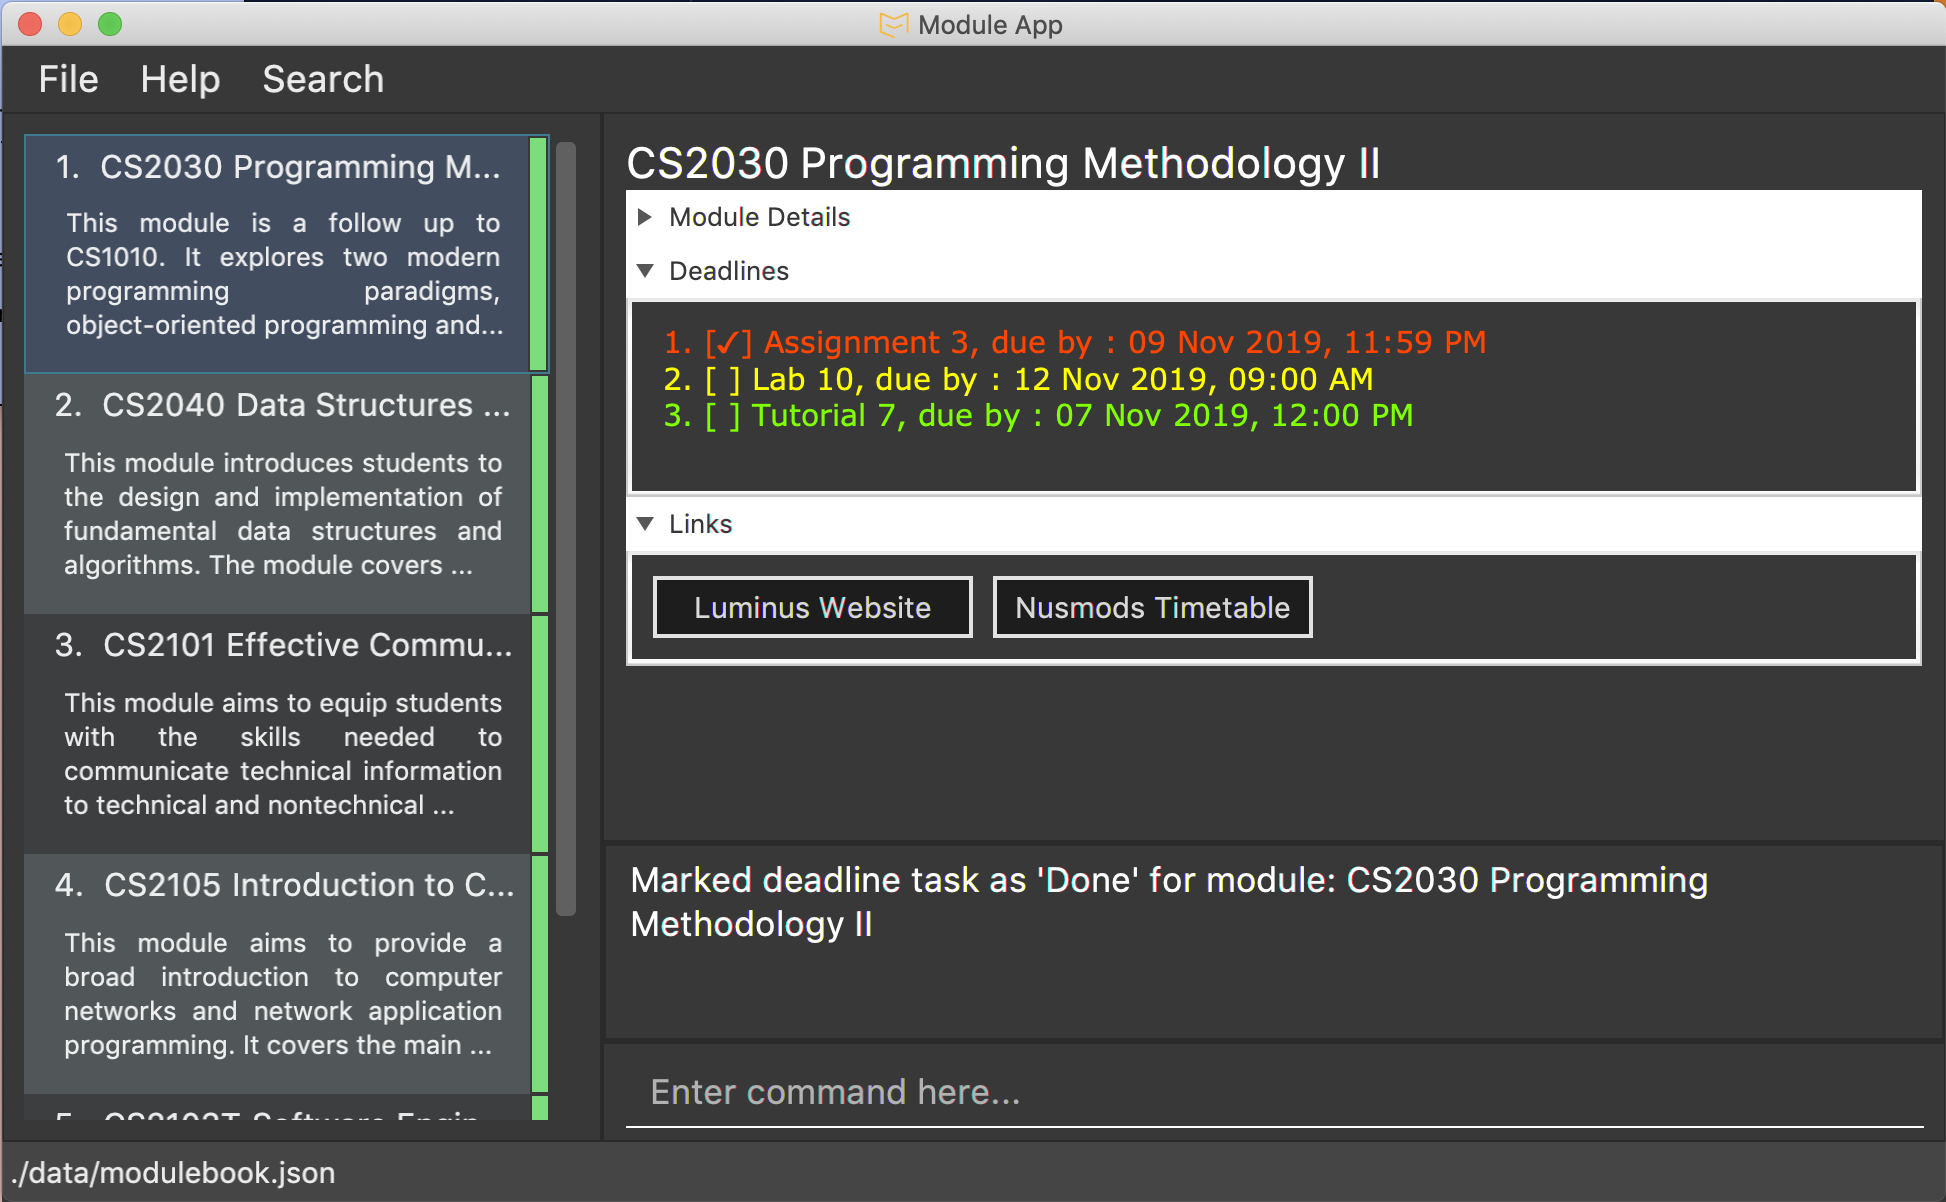 Module App
File Help Search
1. CS2030 Programming M...
This module is a follow up to
CS1010. It explores two modern
programming paradigms,
object-oriented programming and...
2. CS2040 Data Structures ...
This module introduces students to
the design and implementation of
fundamental data structures and
algorithms. The module covers ...
3. CS2101 Effective Commu...
This module aims to equip students
with the skills needed to
communicate technical information
to technical and nontechnical ...
4. CS2105 Introduction to C...
This module aims to provide a
broad introduction to computer
networks and network application
programming. It covers the main ...
5. CS2103T Software Engin
CS2030 Programming Methodology II
Module Details
Deadlines
1. [✓] Assignment 3, due by : 09 Nov 2019, 11:59 PM
2. [ ] Lab 10, due by : 12 Nov 2019, 09:00 AM
3. [ ] Tutorial 7, due by : 07 Nov 2019, 12:00 PM
Links
Luminus Website
Nusmods Timetable
Marked deadline task as 'Done' for module: CS2030 Programming
Methodology II
Enter command here...
./data/modulebook.json